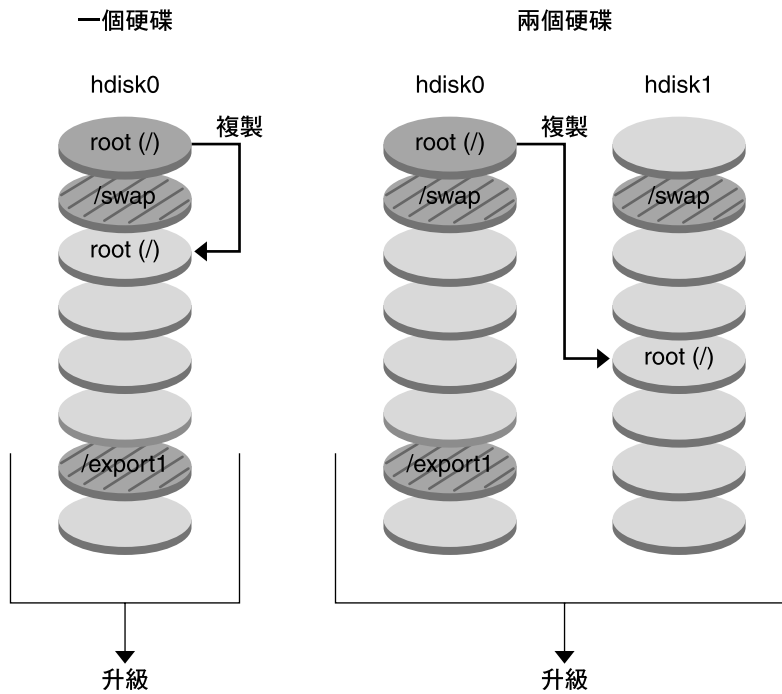 一個硬碟
hdisk0
root (/)
複製
/swap
root (/)
/export1
升級
兩個硬碟
hdisk0
hdisk1
root (/)
複製
/swap
/swap
root (/)
/export1
升級